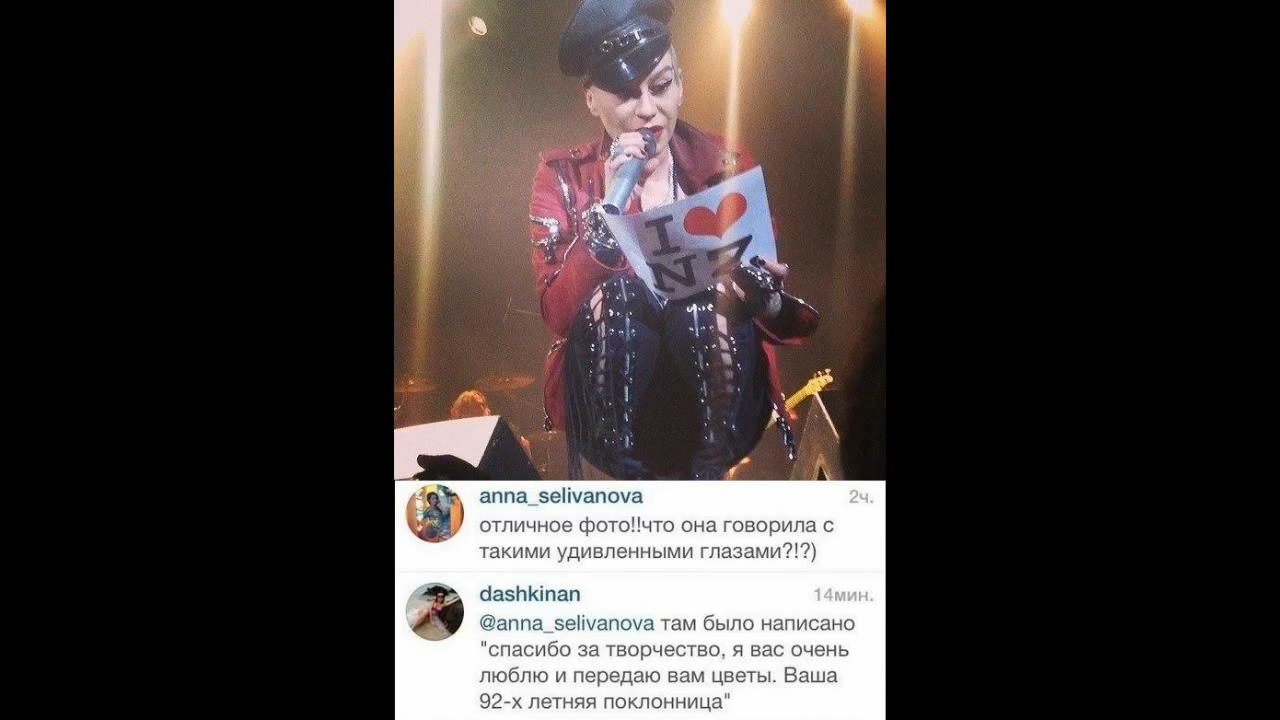 OUT
I ❤
N Z
anna_selivanova 2ч.
отличное фото!!что она говорила с
такими удивленными глазами?!?)
dashkinan 14мин.
@anna_selivanova там было написано
"спасибо за творчество, я вас очень
люблю и передаю вам цветы. Ваша
92-х летняя поклонница"